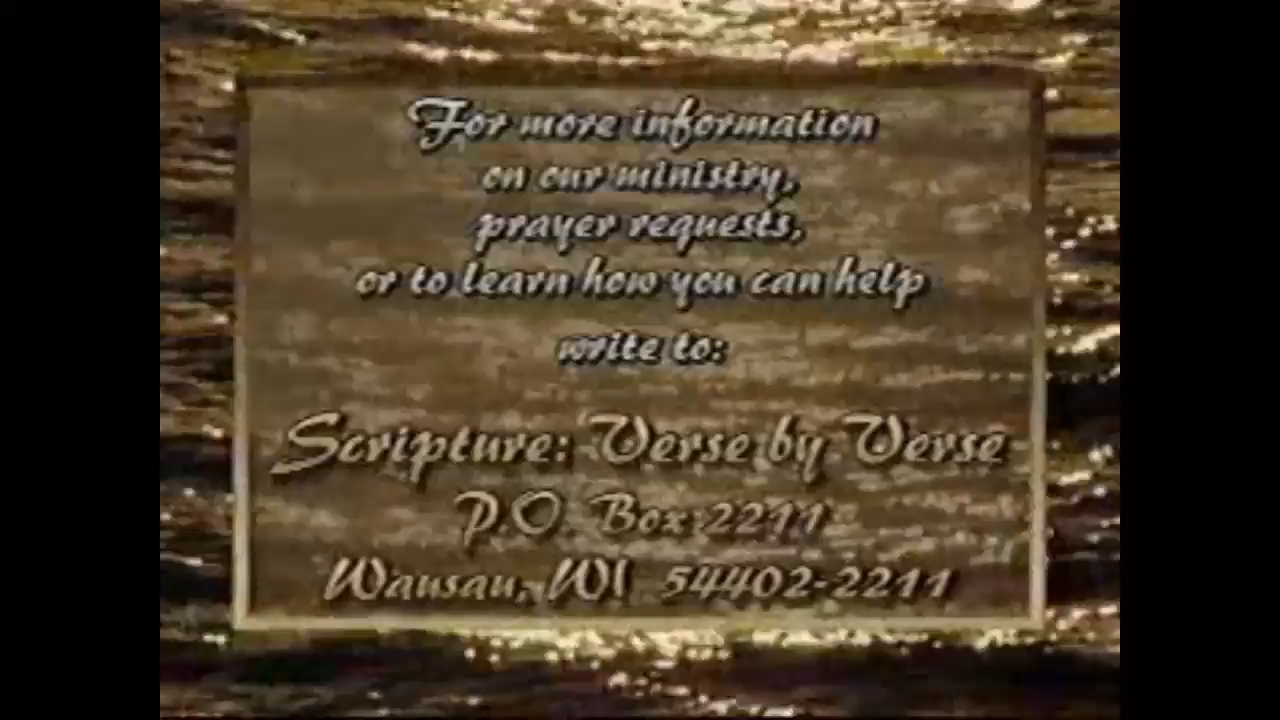 For more information
on our ministry,
prayer requests,
or to learn how you can help
write to:
Scripture: Verse by Verse
P.O. Box 2211
Wausau, WI 54402-2211